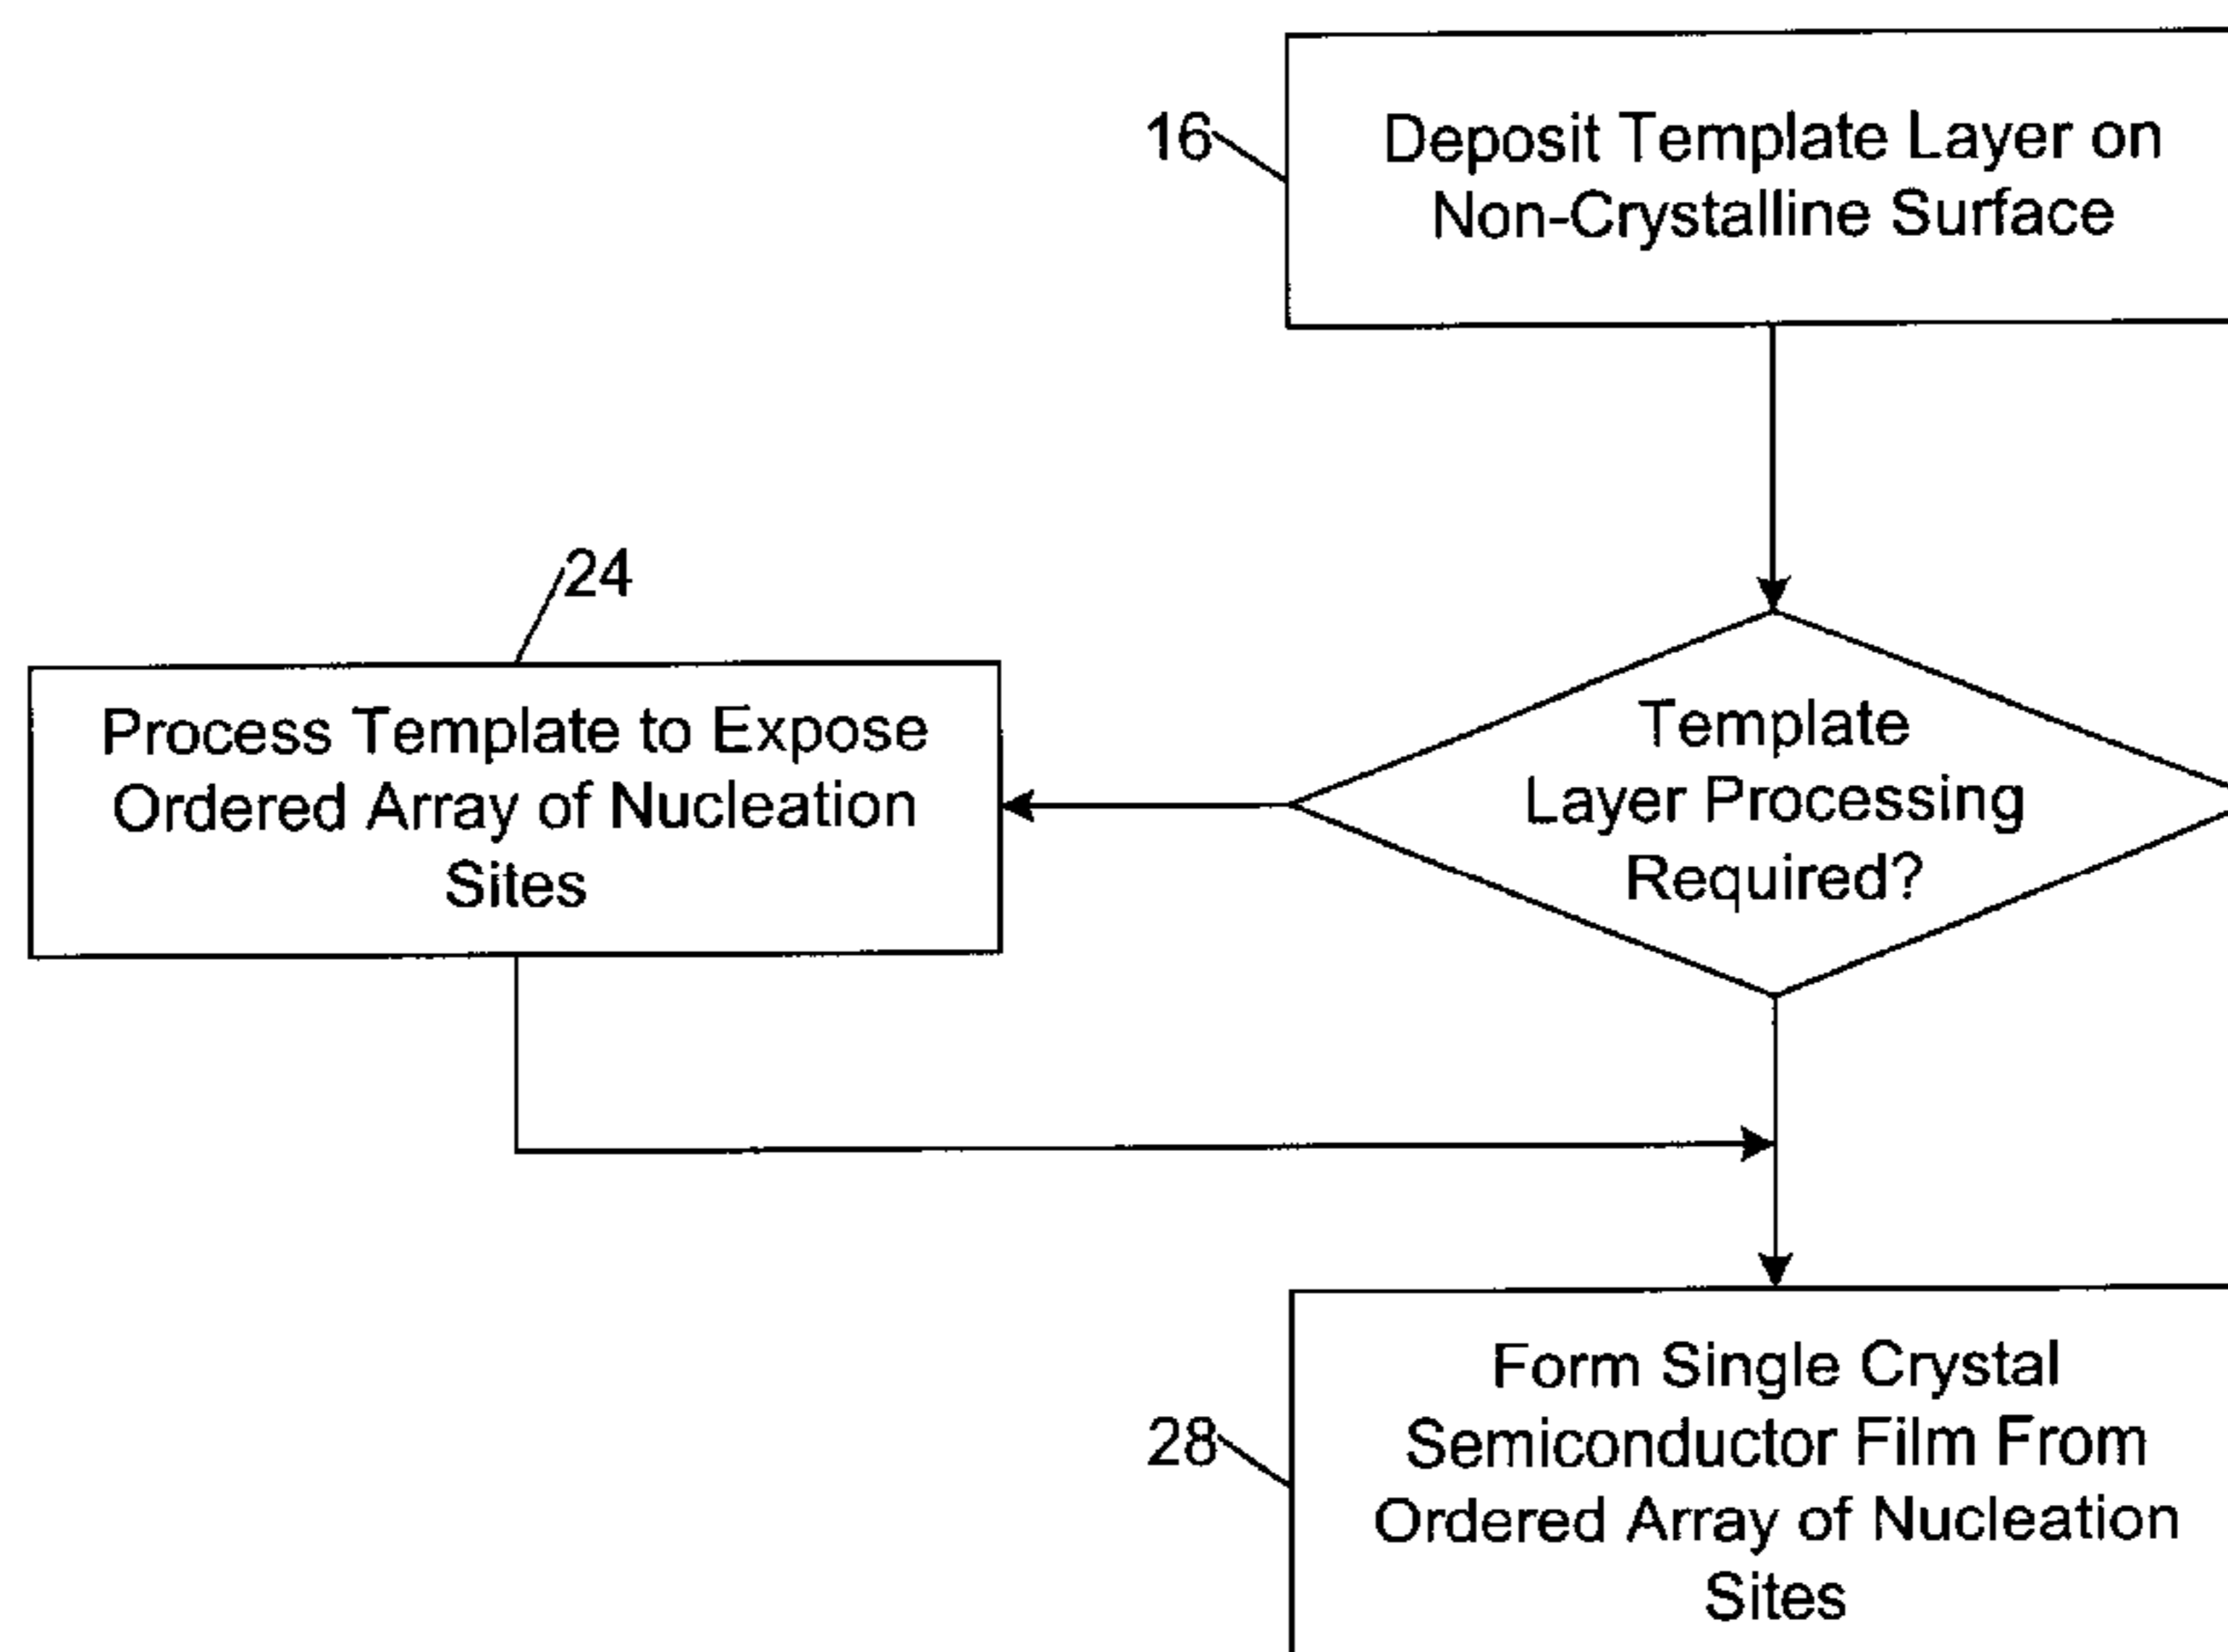 16
Deposit Template Layer on
Non-Crystalline Surface
24
Process Template to Expose
Ordered Array of Nucleation
Sites
Template
Layer Processing
Required?
28
Form Single Crystal
Semiconductor Film From
Ordered Array of Nucleation
Sites